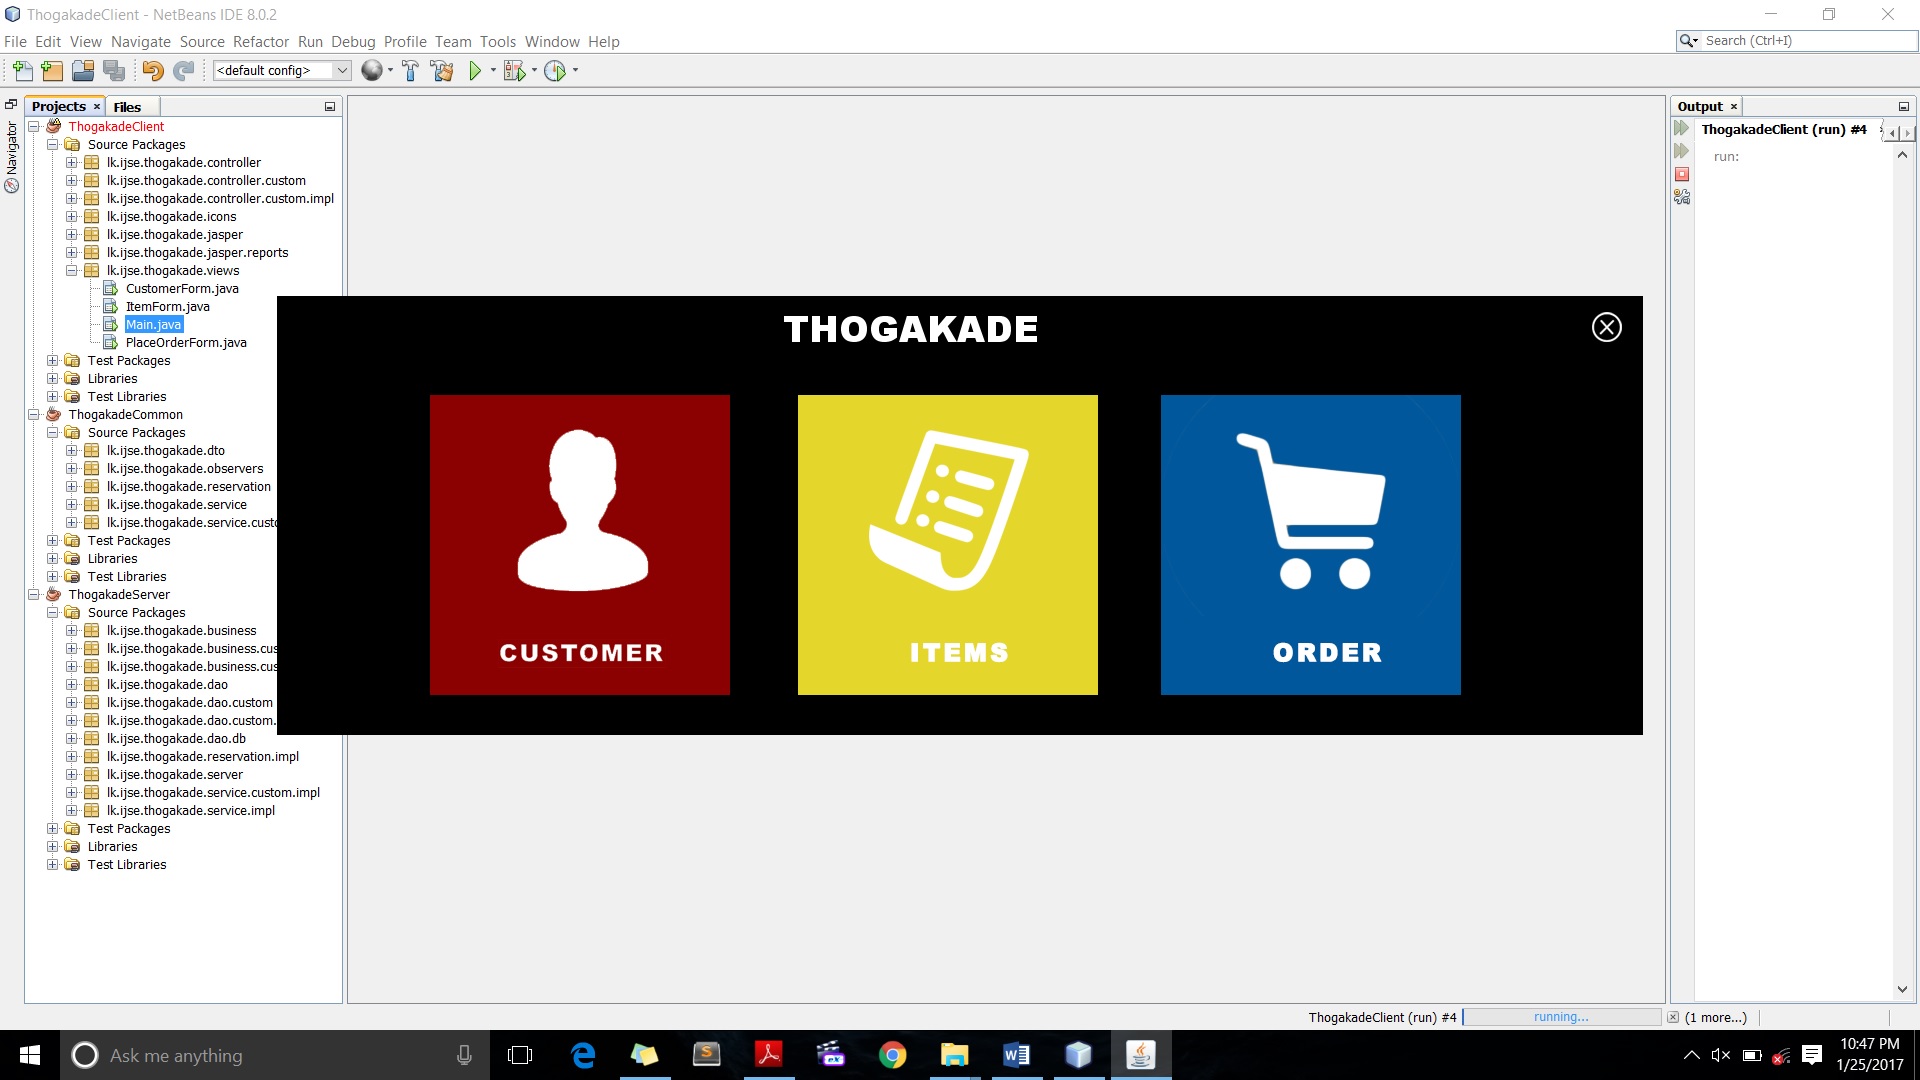 ThogakadeClient - NetBeans IDE 8.0.2
File Edit View Navigate Source Refactor Run Debug Profile Team Tools Window Help
Search (Ctrl+I)
<default config>
Navigator
Projects
Files
ThogakadeClient
Source Packages
lk.ijse.thogakade.controller
lk.ijse.thogakade.controller.custom
lk.ijse.thogakade.controller.custom.impl
lk.ijse.thogakade.icons
lk.ijse.thogakade.jasper
lk.ijse.thogakade.jasper.reports
lk.ijse.thogakade.views
CustomerForm.java
ItemForm.java
Main.java
PlaceOrderForm.java
Test Packages
Libraries
Test Libraries
ThogakadeCommon
Source Packages
lk.ijse.thogakade.dto
lk.ijse.thogakade.observers
lk.ijse.thogakade.reservation
lk.ijse.thogakade.service
lk.ijse.thogakade.service.custo
Test Packages
Libraries
Test Libraries
ThogakadeServer
Source Packages
lk.ijse.thogakade.business
lk.ijse.thogakade.business.cus
lk.ijse.thogakade.business.cus
lk.ijse.thogakade.dao
lk.ijse.thogakade.dao.custom
lk.ijse.thogakade.dao.custom.
lk.ijse.thogakade.dao.db
lk.ijse.thogakade.reservation.impl
lk.ijse.thogakade.server
lk.ijse.thogakade.service.custom.impl
lk.ijse.thogakade.service.impl
Test Packages
Libraries
Test Libraries
THOGAKADE
CUSTOMER
ITEMS
ORDER
Output
ThogakadeClient (run) #4
run:
ThogakadeClient (run) #4 running... (1 more...)
Ask me anything
10:47 PM
1/25/2017